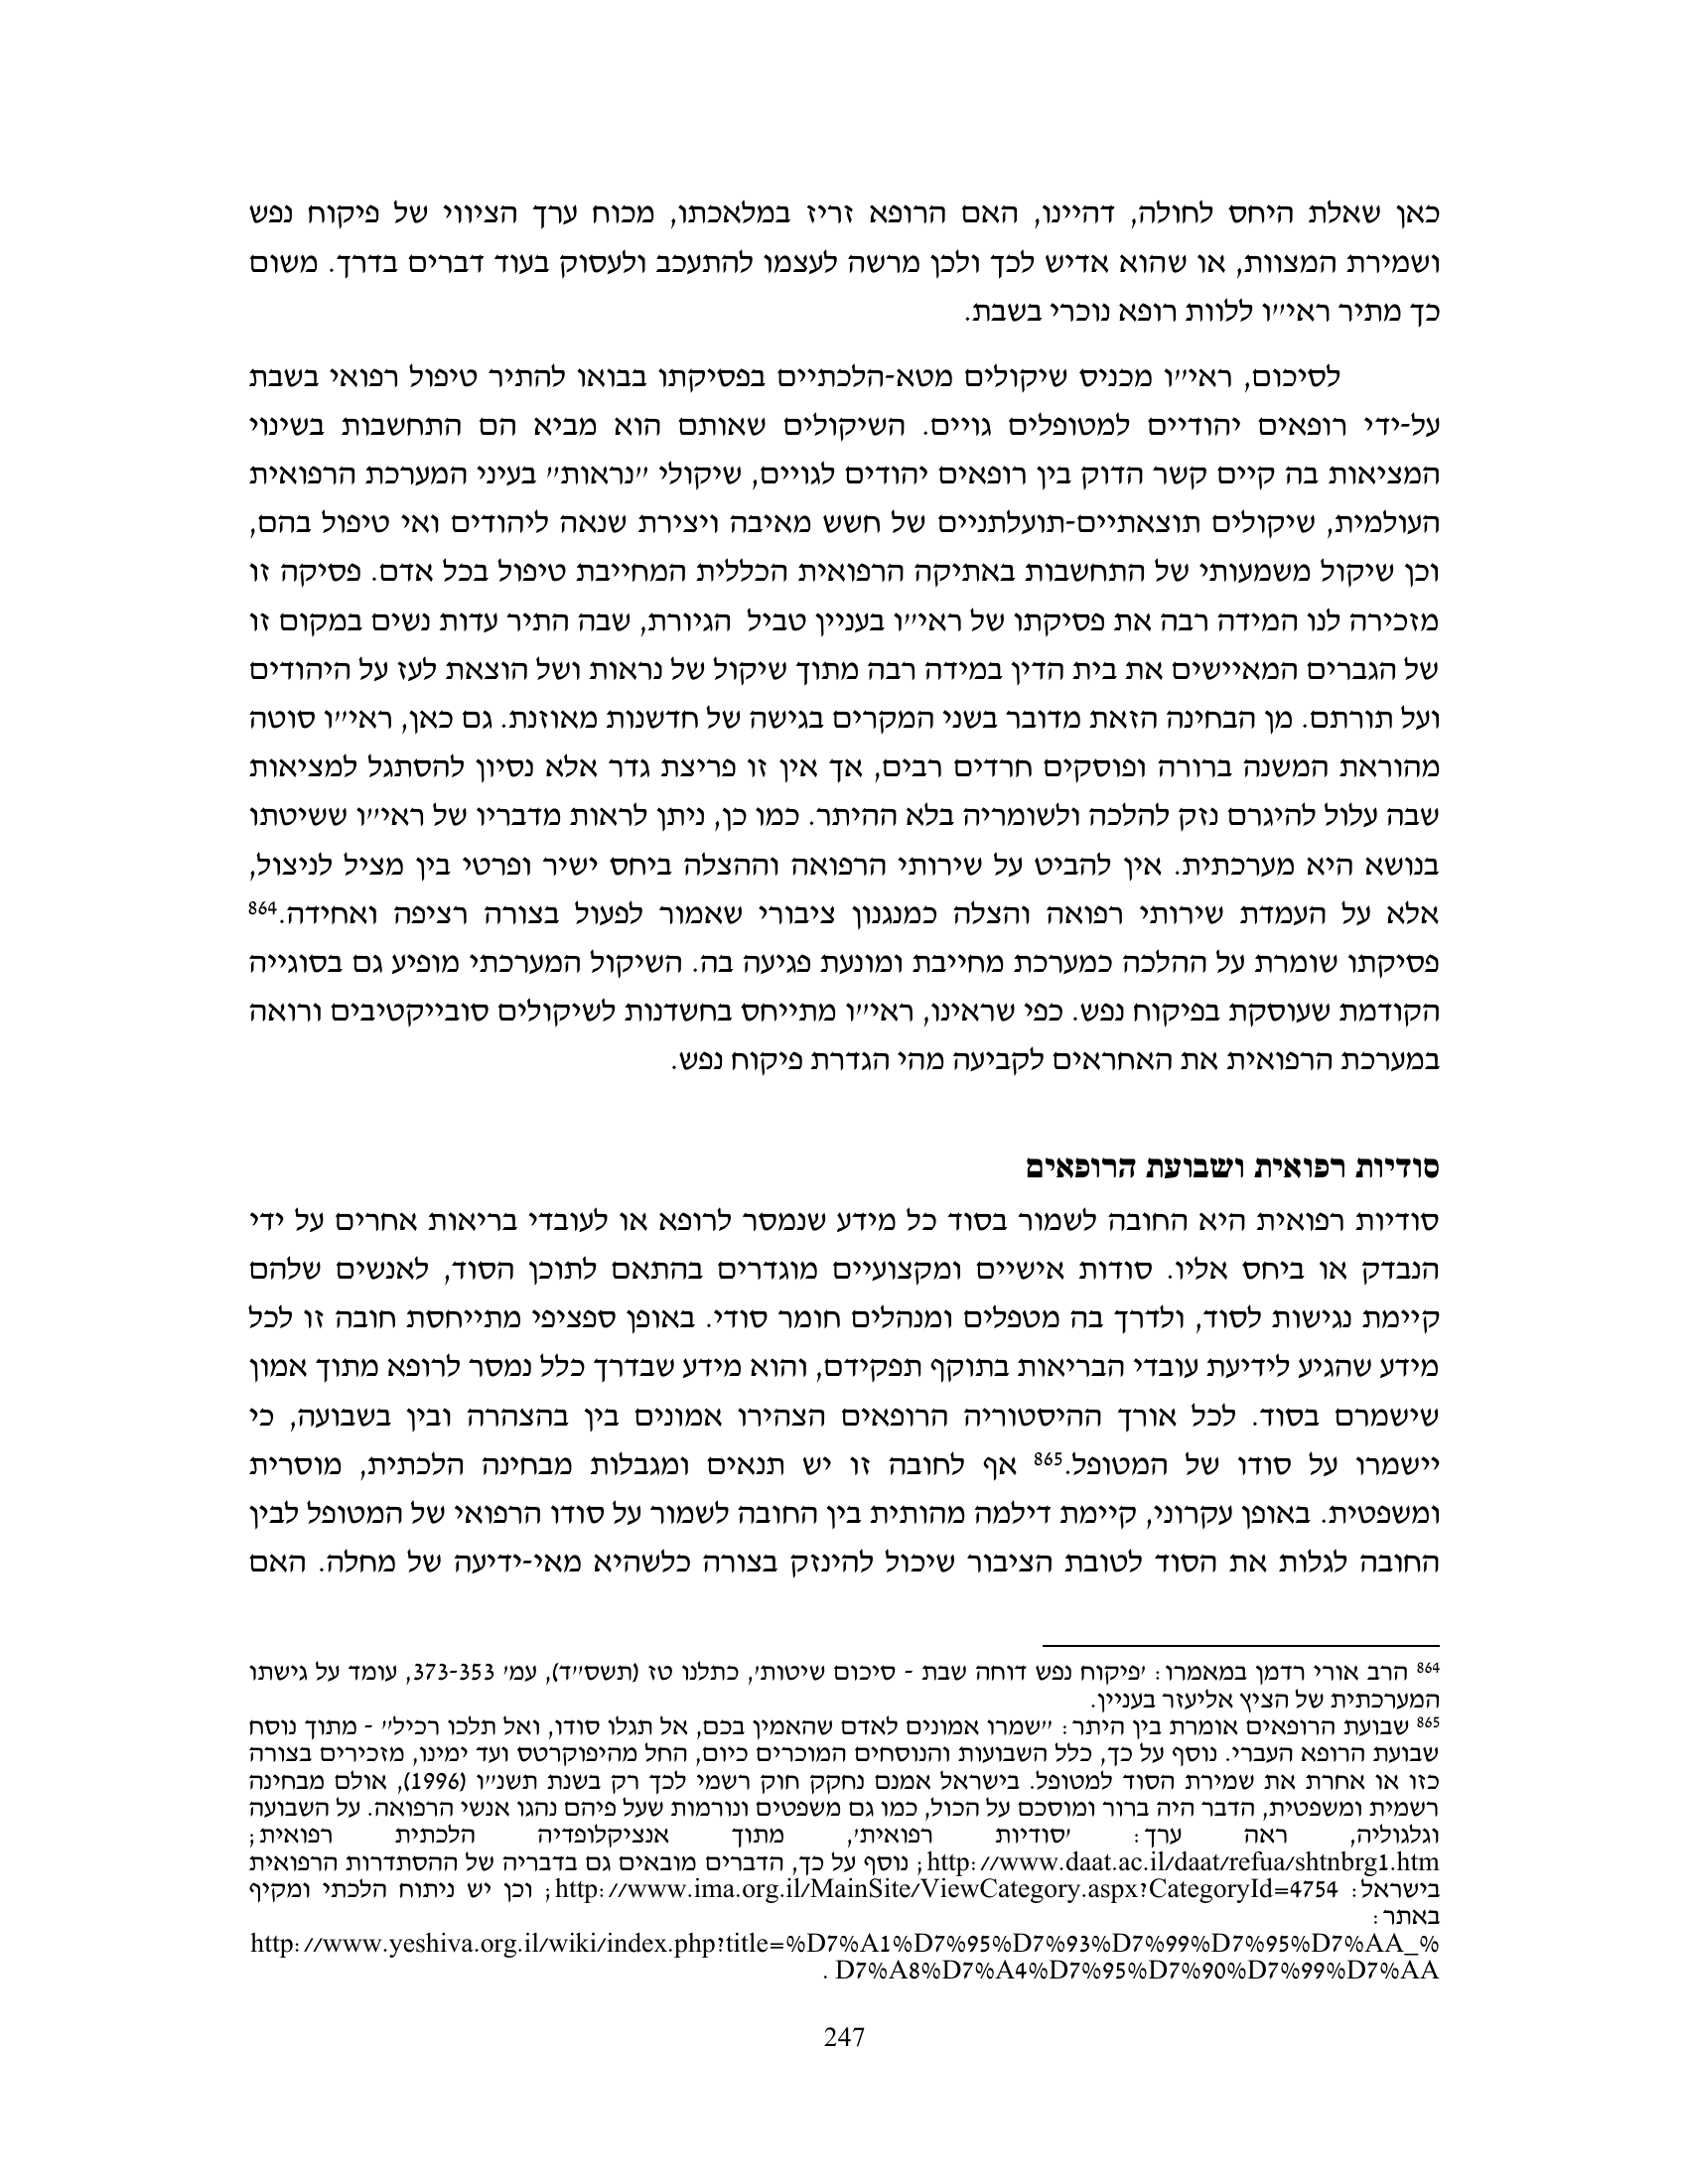 כאן שאלת היחס לחולה, דהיינו, האם הרופא זריז במלאכתו, מכוח ערך הציווי של פיקוח נפש
ושמירת המצוות, או שהוא אדיש לכך ולכן מרשה לעצמו להתעכב ולעסוק בעוד דברים בדרך. משום
כך מתיר ראי״ו ללוות רופא נוכרי בשבת.
לסיכום, ראי״ו מכניס שיקולים מטא-הלכתיים בפסיקתו בבואו להתיר טיפול רפואי בשבת
על-ידי רופאים יהודיים למטופלים גויים. השיקולים שאותם הוא מביא הם התחשבות בשינוי
המציאות בה קיים קשר הדוק בין רופאים יהודים לגויים, שיקולי ״נראות״ בעיני המערכת הרפואית
העולמית, שיקולים תוצאתיים-תועלתניים של חשש מאיבה ויצירת שנאה ליהודים ואי טיפול בהם,
וכן שיקול משמעותי של התחשבות באתיקה הרפואית הכללית המחייבת טיפול בכל אדם. פסיקה זו
מזכירה לנו המידה רבה את פסיקתו של ראי״ו בעניין טביל הגיורת, שבה התיר עדות נשים במקום זו
של הגברים המאיישים את בית הדין במידה רבה מתוך שיקול של נראות ושל הוצאת לעז על היהודים
ועל תורתם. מן הבחינה הזאת מדובר בשני המקרים בגישה של חדשנות מאוזנת. גם כאן, ראי״ו סוטה
מהוראת המשנה ברורה ופוסקים חרדים רבים, אך אין זו פריצת גדר אלא נסיון להסתגל למציאות
שבה עלול להיגרם נזק להלכה ולשומריה בלא ההיתר. כמו כן, ניתן לראות מדבריו של ראי״ו ששיטתו
בנושא היא מערכתית. אין להביט על שירותי הרפואה וההצלה ביחס ישיר ופרטי בין מציל לניצול,
אלא על העמדת שירותי רפואה והצלה כמנגנון ציבורי שאמור לפעול בצורה רציפה ואחידה.864
פסיקתו שומרת על ההלכה כמערכת מחייבת ומונעת פגיעה בה. השיקול המערכתי מופיע גם בסוגייה
הקודמת שעוסקת בפיקוח נפש. כפי שראינו, ראי״ו מתייחס בחשדנות לשיקולים סובייקטיבים ורואה
במערכת הרפואית את האחראים לקביעה מהי הגדרת פיקוח נפש.
סודיות רפואית ושבועת הרופאים
סודיות רפואית היא החובה לשמור בסוד כל מידע שנמסר לרופא או לעובדי בריאות אחרים על ידי
הנבדק או ביחס אליו. סודות אישיים ומקצועיים מוגדרים בהתאם לתוכן הסוד, לאנשים שלהם
קיימת נגישות לסוד, ולדרך בה מטפלים ומנהלים חומר סודי. באופן ספציפי מתייחסת חובה זו לכל
מידע שהגיע לידיעת עובדי הבריאות בתוקף תפקידם, והוא מידע שבדרך כלל נמסר לרופא מתוך אמון
שישמרם בסוד. לכל אורך ההיסטוריה הרופאים הצהירו אמונים בין בהצהרה ובין בשבועה, כי
יישמרו על סודו של המטופל.865 אף לחובה זו יש תנאים ומגבלות מבחינה הלכתית, מוסרית
ומשפטית. באופן עקרוני, קיימת דילמה מהותית בין החובה לשמור על סודו הרפואי של המטופל לבין
החובה לגלות את הסוד לטובת הציבור שיכול להינזק בצורה כלשהיא מאי-ידיעה של מחלה. האם
864 הרב אורי רדמן במאמרו: ׳פיקוח נפש דוחה שבת - סיכום שיטות׳, כתלנו טז (תשס״ד), עמ׳ 373-353, עומד על גישתו
המערכתית של הציץ אליעזר בעניין.
865 שבועת הרופאים אומרת בין היתר: ״שמרו אמונים לאדם שהאמין בכם, אל תגלו סודו, ואל תלכו רכיל״ - מתוך נוסח
שבועת הרופא העברי. נוסף על כך, כלל השבועות והנוסחים המוכרים כיום, החל מהיפוקרטס ועד ימינו, מזכירים בצורה
כזו או אחרת את שמירת הסוד למטופל. בישראל אמנם נחקק חוק רשמי לכך רק בשנת תשנ״ו (1996), אולם מבחינה
רשמית ומשפטית, הדבר היה ברור ומוסכם על הכול, כמו גם משפטים ונורמות שעל פיהם נהגו אנשי הרפואה. על השבועה
וגלגוליה, ראה ערך: ׳סודיות רפואית׳, מתוך אנציקלופדיה הלכתית רפואית;
http://www.daat.ac.il/daat/refua/shtnbrg1.htm; נוסף על כך, הדברים מובאים גם בדבריה של ההסתדרות הרפואית
בישראל: http://www.ima.org.il/MainSite/ViewCategory.aspx?CategoryId=4754; וכן יש ניתוח הלכתי ומקיף
באתר:
http://www.yeshiva.org.il/wiki/index.php?title=%D7%A1%D7%95%D7%93%D7%99%D7%95%D7%AA_%
D7%A8%D7%A4%D7%95%D7%90%D7%99%D7%AA .
247